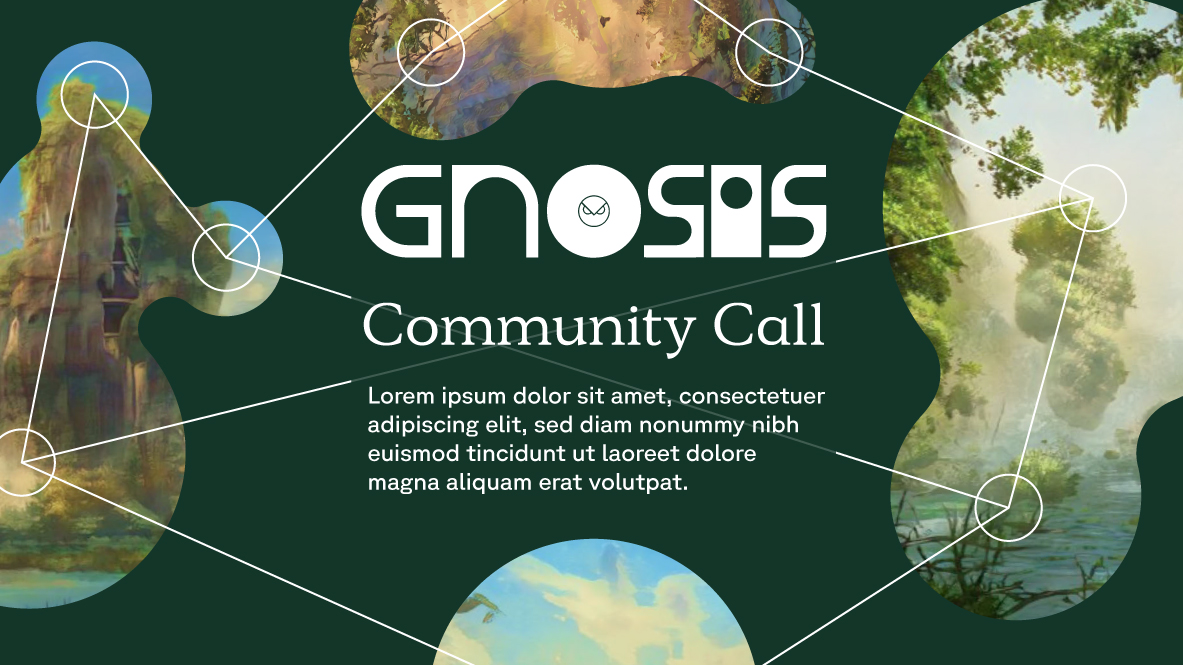 GNOSIS
Community Call
Lorem ipsum dolor sit amet, consectetuer
adipiscing elit, sed diam nonummy nibh
euismod tincidunt ut laoreet dolore
magna aliquam erat volutpat.